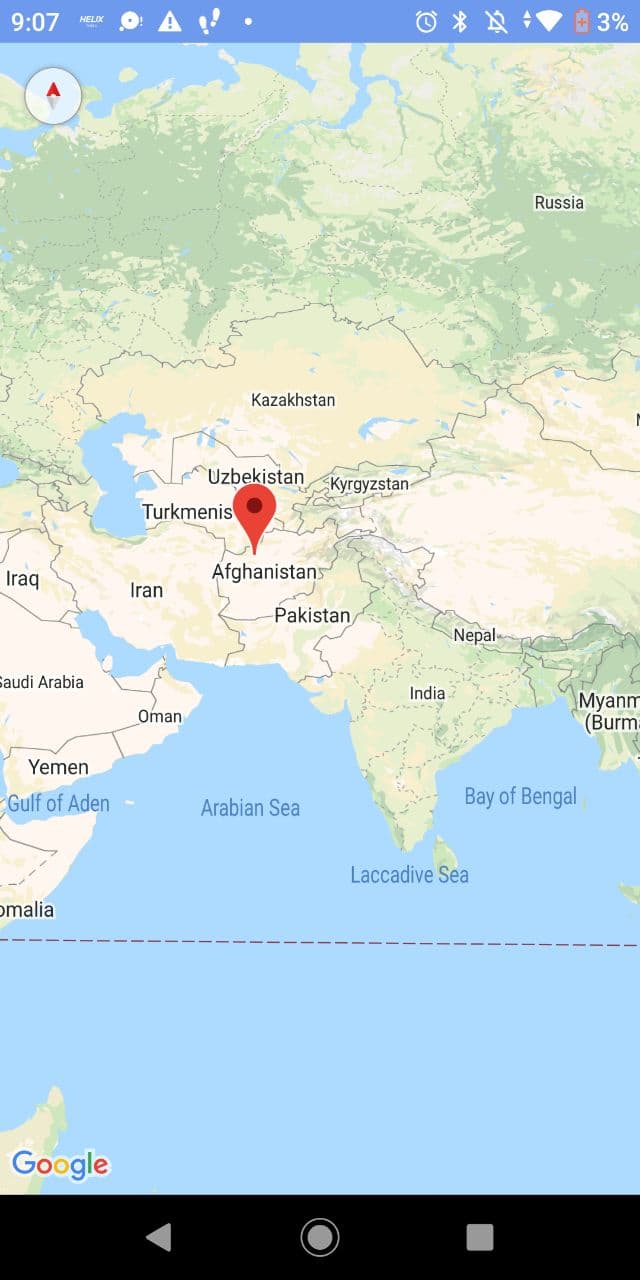 9:07 HELIX 3%
Russia
Kazakhstan
Uzbekistan
Kyrgyzstan
Turkmenis
Afghanistan
Iraq
Iran
Pakistan
Nepal
Saudi Arabia
India
Oman
Myanm
(Burm
Yemen
Gulf of Aden
Arabian Sea
Bay of Bengal
Laccadive Sea
omalia
Google